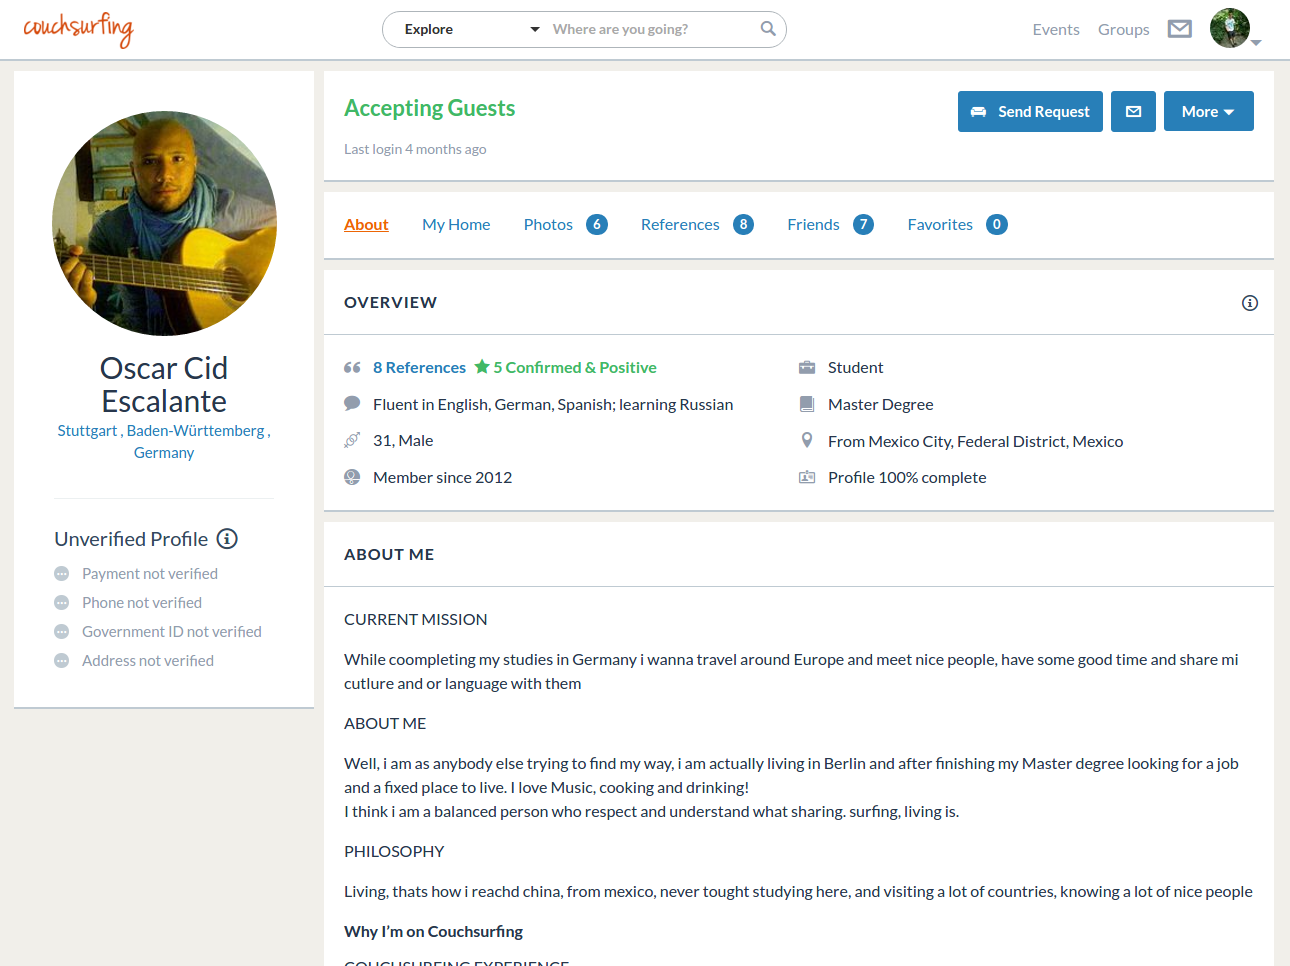 couchsurfing
Explore
Where are you going?
Events
Groups
Accepting Guests
Last login 4 months ago
Send Request
More
About
My Home
Photos 6
References 8
Friends 7
Favorites 0
Oscar Cid
Escalante
Stuttgart , Baden-Württemberg ,
Germany
Unverified Profile
Payment not verified
Phone not verified
Government ID not verified
Address not verified
OVERVIEW
8 References 5 Confirmed & Positive
Fluent in English, German, Spanish; learning Russian
31, Male
Member since 2012
Student
Master Degree
From Mexico City, Federal District, Mexico
Profile 100% complete
ABOUT ME
CURRENT MISSION
While coompleting my studies in Germany i wanna travel around Europe and meet nice people, have some good time and share mi
cutlure and or language with them
ABOUT ME
Well, i am as anybody else trying to find my way, i am actually living in Berlin and after finishing my Master degree looking for a job
and a fixed place to live. I love Music, cooking and drinking!
I think i am a balanced person who respect and understand what sharing. surfing, living is.
PHILOSOPHY
Living, thats how i reachd china, from mexico, never tought studying here, and visiting a lot of countries, knowing a lot of nice people
Why I'm on Couchsurfing
COUCHSURFING EXPERIENCE